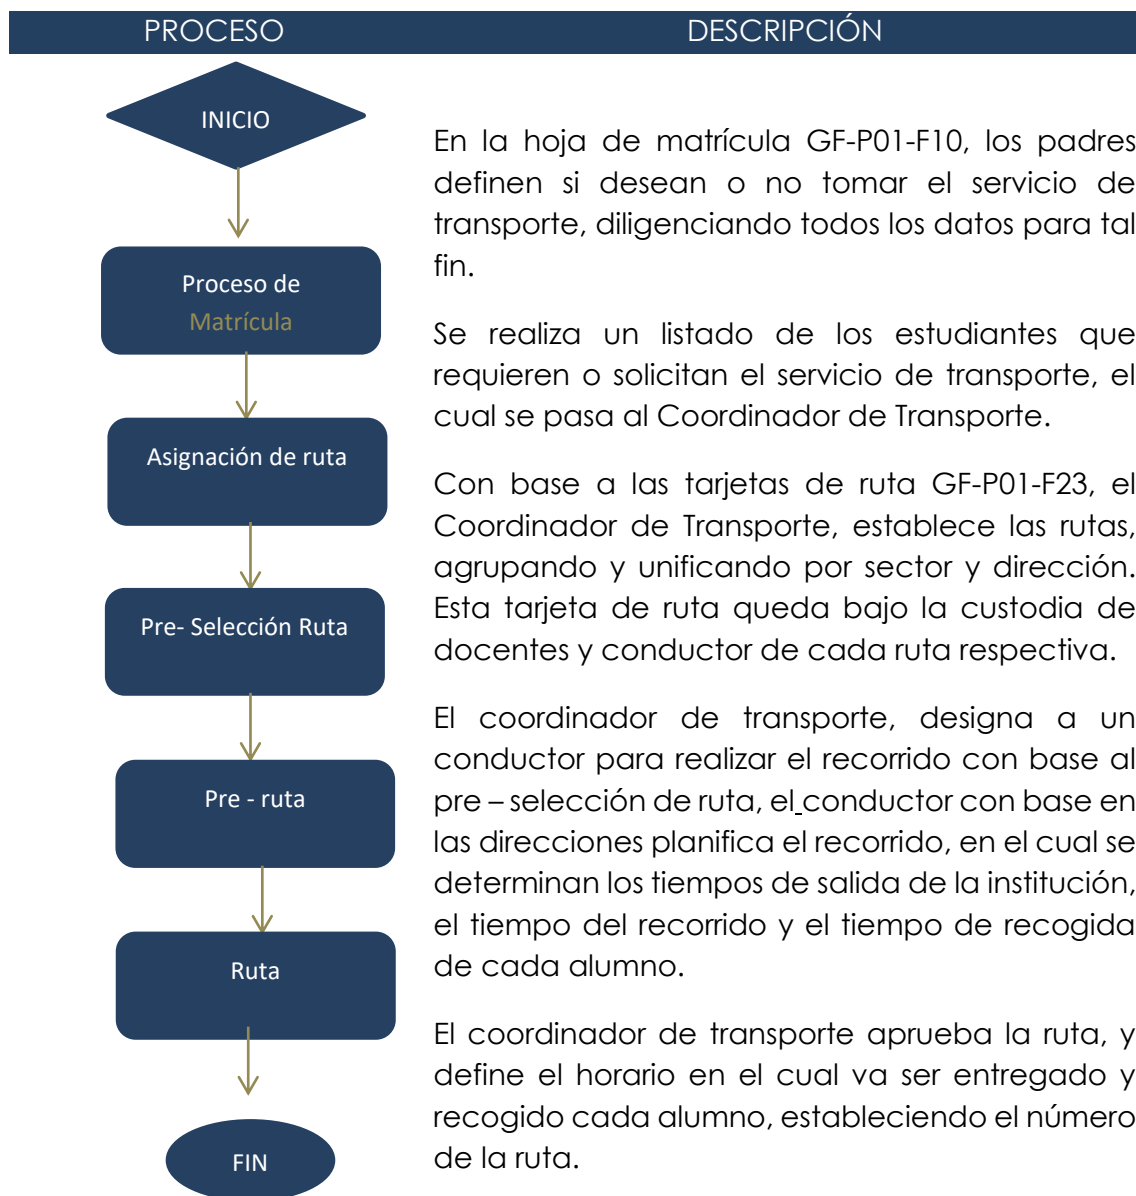 PROCESO
DESCRIPCIÓN
INICIO
Proceso de
Matrícula
Asignación de ruta
Pre- Selección Ruta
Pre - ruta
Ruta
FIN
En la hoja de matrícula GF-P01-F10, los padres
definen si desean o no tomar el servicio de
transporte, diligenciando todos los datos para tal
fin.
Se realiza un listado de los estudiantes que
requieren o solicitan el servicio de transporte, el
cual se pasa al Coordinador de Transporte.
Con base a las tarjetas de ruta GF-P01-F23, el
Coordinador de Transporte, establece las rutas,
agrupando y unificando por sector y dirección.
Esta tarjeta de ruta queda bajo la custodia de
docentes y conductor de cada ruta respectiva.
El coordinador de transporte, designa a un
conductor para realizar el recorrido con base al
pre – selección de ruta, el conductor con base en
las direcciones planifica el recorrido, en el cual se
determinan los tiempos de salida de la institución,
el tiempo del recorrido y el tiempo de recogida
de cada alumno.
El coordinador de transporte aprueba la ruta, y
define el horario en el cual va ser entregado y
recogido cada alumno, estableciendo el número
de la ruta.